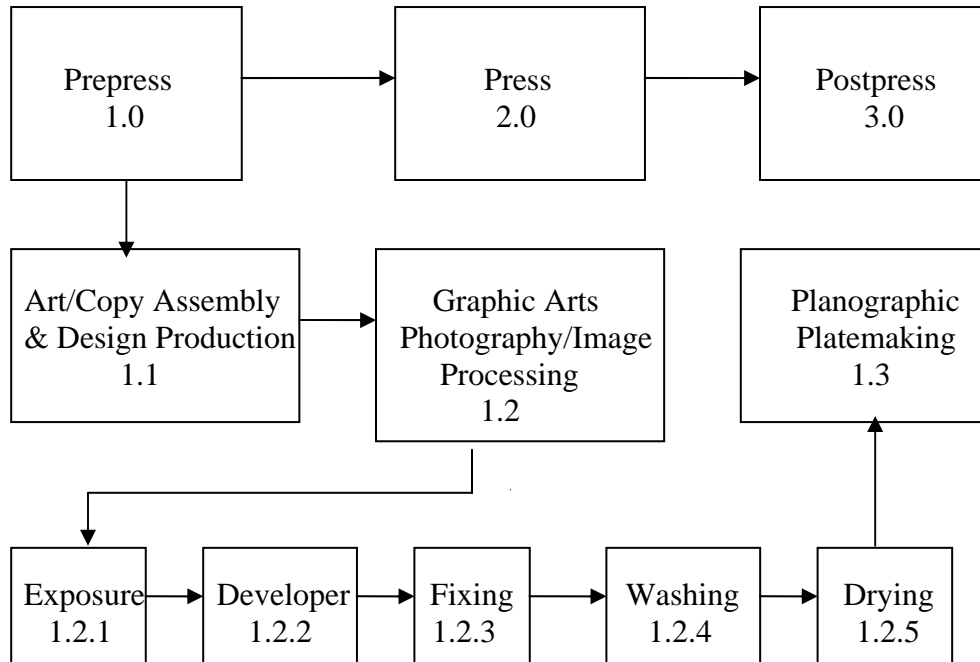 Prepress
1.0
Press
2.0
Postpress
3.0
Art/Copy Assembly
& Design Production
1.1
Graphic Arts
Photography/Image
Processing
1.2
Planographic
Platemaking
1.3
Exposure
1.2.1
Developer
1.2.2
Fixing
1.2.3
Washing
1.2.4
Drying
1.2.5